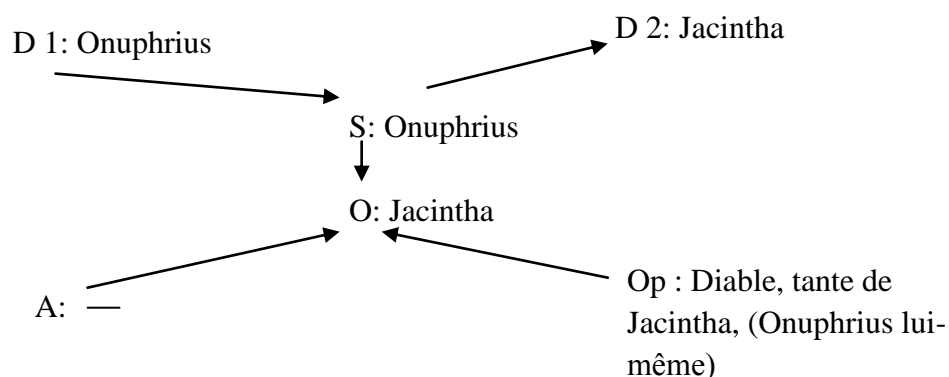 D 1: Onuphrius
D 2: Jacintha
S: Onuphrius
O: Jacintha
A: —
Op : Diable, tante de
Jacintha, (Onuphrius lui-
même)